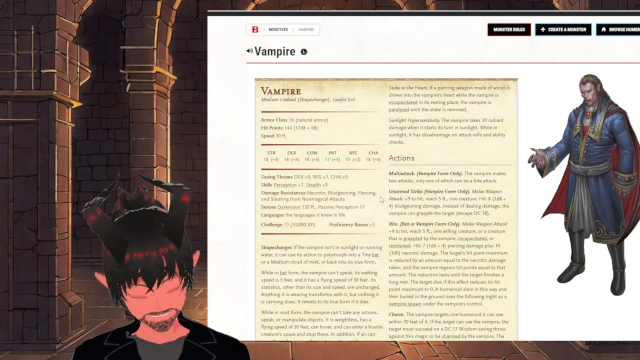 B MONSTERS VAMPIRE
MONSTER RULES
CREATE A MONSTER
BROWSE HOMEB
Vampire
VAMPIRE
Medium Undead (Shapechanger), Lawful Evil
Armor Class 16 (natural armor)
Hit Points 144 (17d8 + 68)
Speed 30 ft.
STR DEX CON INT WIS CHA
18 (+4) 18 (+4) 18 (+4) 17 (+3) 15 (+2) 18 (+4)
Saving Throws DEX +9, WIS +7, CHA +9
Skills Perception +7, Stealth +9
Damage Resistances Necrotic; Bludgeoning, Piercing,
and Slashing from Nonmagical Attacks
Senses Darkvision 120 ft., Passive Perception 17
Languages the languages it knew in life
Challenge 13 (10,000 XP) Proficiency Bonus +5
Shapechanger. If the vampire isn't in sunlight or running
water, it can use its action to polymorph into a Tiny bat
or a Medium cloud of mist, or back into its true form.
While in bat form, the vampire can't speak, its walking
speed is 5 feet, and it has a flying speed of 30 feet. Its
statistics, other than its size and speed, are unchanged.
Anything it is wearing transforms with it, but nothing it
is carrying does. It reverts to its true form if it dies.
While in mist form, the vampire can't take any actions,
speak, or manipulate objects. It is weightless, has a
flying speed of 20 feet, can hover, and can enter a hostile
creature's space and stop there. In addition, if air can
Stake to the Heart. If a piercing weapon made of wood is
driven into the vampire's heart while the vampire is
incapacitated in its resting place, the vampire is
paralyzed until the stake is removed.
Sunlight Hypersensitivity. The vampire takes 20 radiant
damage when it starts its turn in sunlight. While in
sunlight, it has disadvantage on attack rolls and ability
checks.
Actions
Multiattack. (Vampire Form Only). The vampire makes
two attacks, only one of which can be a bite attack.
Unarmed Strike (Vampire Form Only). Melee Weapon
Attack: +9 to hit, reach 5 ft., one creature. Hit: 8 (1d8 +
4) bludgeoning damage. Instead of dealing damage, the
vampire can grapple the target (escape DC 18).
Bite. (Bat or Vampire Form Only). Melee Weapon Attack:
+9 to hit, reach 5 ft., one willing creature, or a creature
that is grappled by the vampire, incapacitated, or
restrained. Hit: 7 (1d6 + 4) piercing damage plus 10
(3d6) necrotic damage. The target's hit point maximum
is reduced by an amount equal to the necrotic damage
taken, and the vampire regains hit points equal to that
amount. The reduction lasts until the target finishes a
long rest. The target dies if this effect reduces its hit
point maximum to 0. A humanoid slain in this way and
then buried in the ground rises the following night as a
vampire spawn under the vampire's control.
Charm. The vampire targets one humanoid it can see
within 30 feet of it. If the target can see the vampire, the
target must succeed on a DC 17 Wisdom saving throw
against this magic or be charmed by the vampire. The